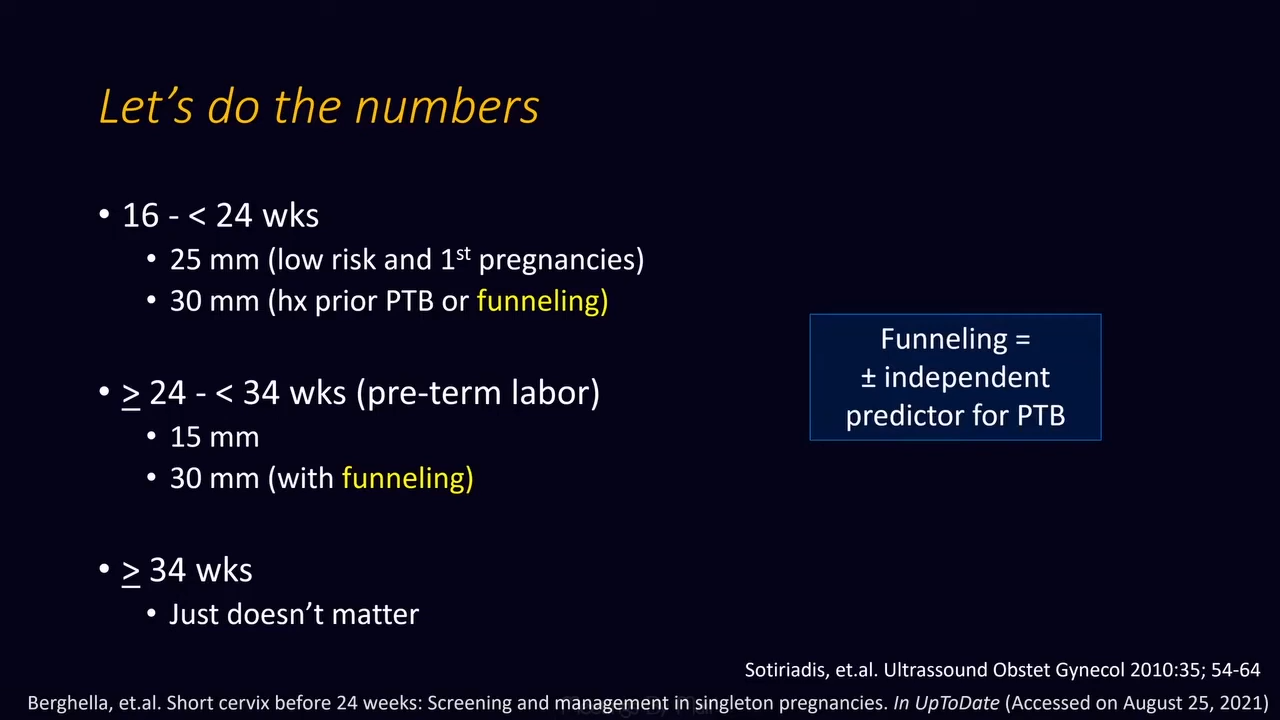 Let's do the numbers
• 16 - < 24 wks
• 25 mm (low risk and 1st pregnancies)
• 30 mm (hx prior PTB or funneling)
• ≥ 24 - < 34 wks (pre-term labor)
• 15 mm
• 30 mm (with funneling)
• ≥ 34 wks
• Just doesn't matter
Funneling =
± independent
predictor for PTB
Sotiriadis, et.al. Ultrassound Obstet Gynecol 2010:35; 54-64
Berghella, et.al. Short cervix before 24 weeks: Screening and management in singleton pregnancies. In UpToDate (Accessed on August 25, 2021)